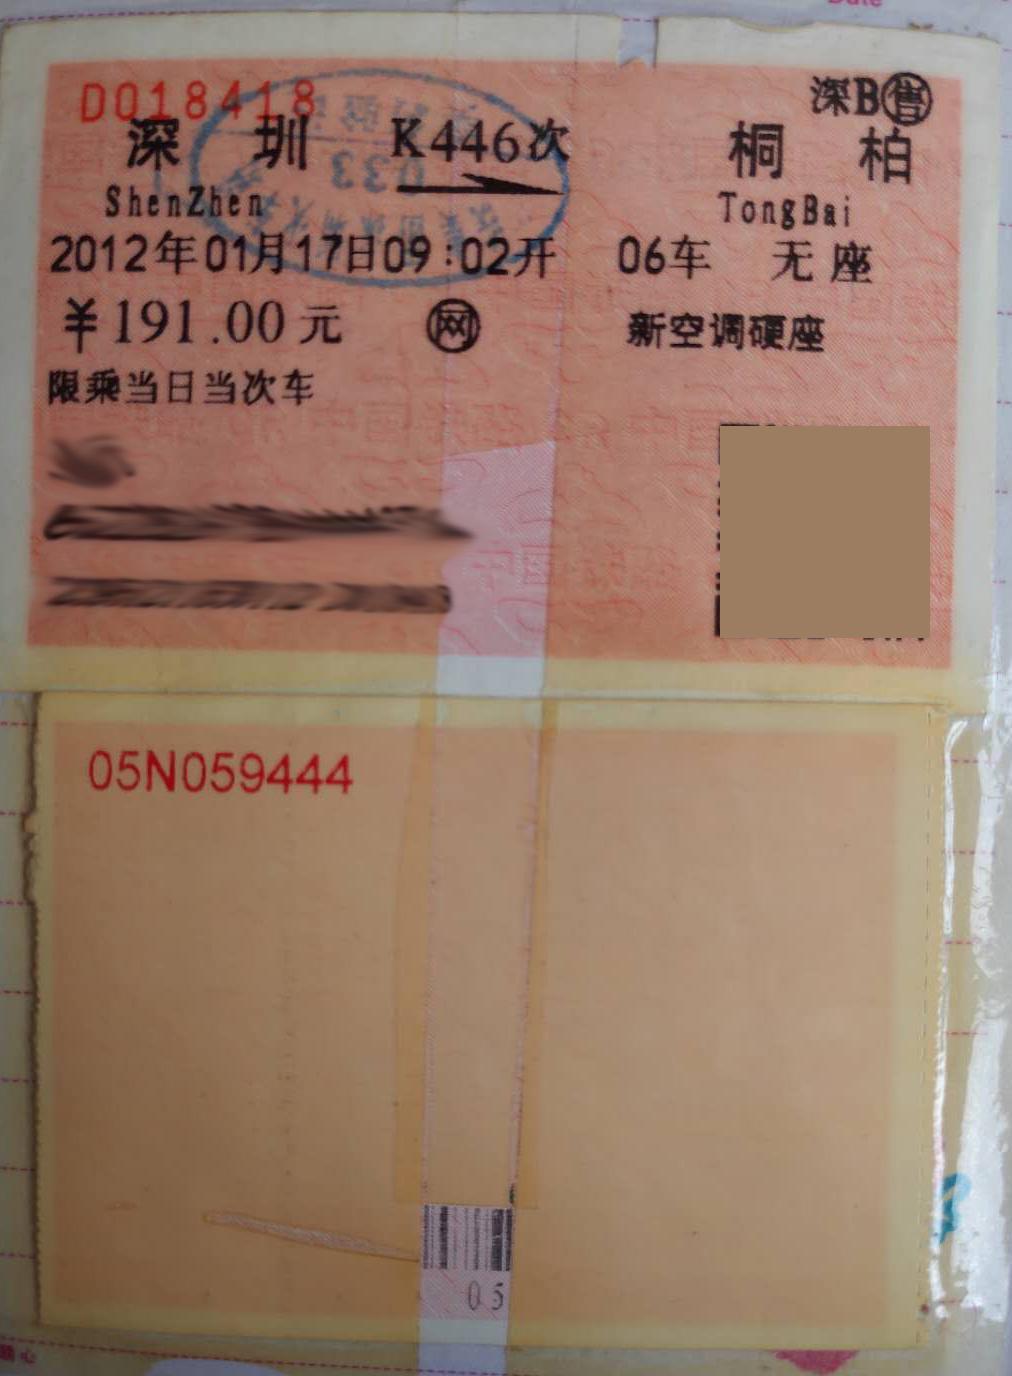 Date
D018418
深B售
深 圳 K446次 桐 柏
033
ShenZhen TongBai
2012年01月17日09:02开 06车 无座
¥191.00元 网 新空调硬座
限乘当日当次车
05N059444
05